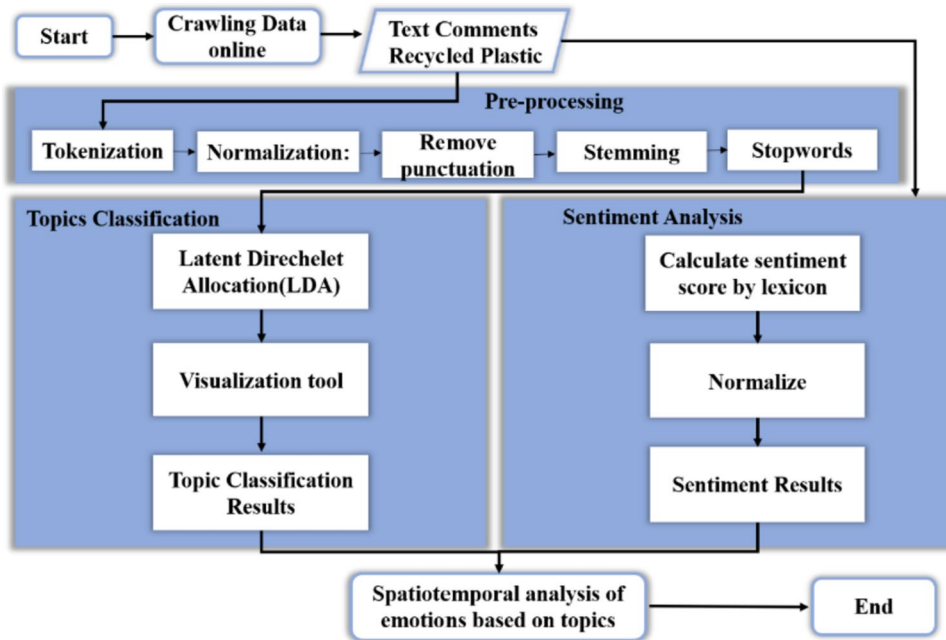 Start
Crawling Data
online
Text Comments
Recycled Plastic
Pre-processing
Tokenization
Normalization:
Remove
punctuation
Stemming
Stopwords
Topics Classification
Latent Direchelet
Allocation(LDA)
Visualization tool
Topic Classification
Results
Sentiment Analysis
Calculate sentiment
score by lexicon
Normalize
Sentiment Results
Spatiotemporal analysis of
emotions based on topics
End